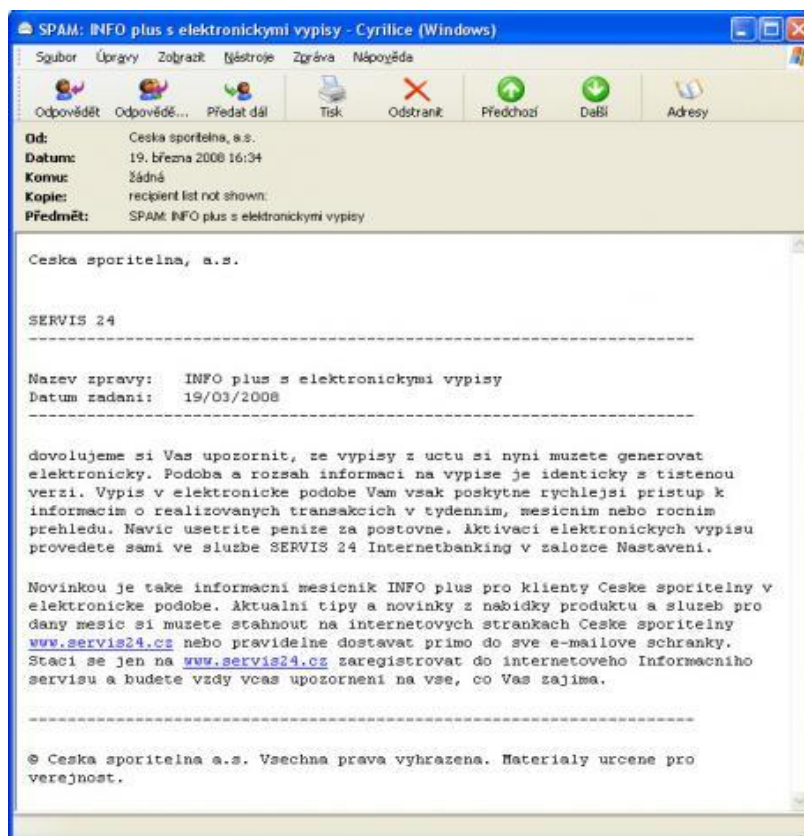 SPAM: INFO plus s elektronickymi vypisy - Cyrilice (Windows)
Soubor Úpravy Zobrazit Nástroje Zpráva Nápověda
Odpovědět Odpovědě... Předat dál Tisk Odstranit Předchozí Další Adresy
Od: Ceska sporitelna, a.s.
Datum: 19. března 2008 16:34
Komu: žádná
Kopie: recipient list not shown:
Předmět: SPAM: INFO plus s elektronickymi vypisy
Ceska sporitelna, a.s.
SERVIS 24
--------------------------------------------------------------------------
Nazev zpravy: INFO plus s elektronickymi vypisy
Datum zadani: 19/03/2008
--------------------------------------------------------------------------
dovolujeme si Vas upozornit, ze vypisy z uctu si nyni muzete generovat
elektronicky. Podoba a rozsah informaci na vypise je identicky s tistenou
verzi. Vypis v elektronicke podobe Vam vsak poskytne rychlejsi pristup k
informacim o realizovanych transakcich v tydennim, mesicnim nebo rocnim
prehledu. Navic usetrite penize za postovne. Aktivaci elektronickych vypisu
provedete sami ve sluzbe SERVIS 24 Internetbanking v zalozce Nastaveni.
Novinkou je take informacni mesicnik INFO plus pro klienty Ceske sporitelny v
elektronicke podobe. Aktualni tipy a novinky z nabidky produktu a sluzeb pro
dany mesic si muzete stahnout na internetovych strankach Ceske sporitelny
www.servis24.cz nebo pravidelne dostavat primo do sve e-mailove schranky.
Staci se jen na www.servis24.cz zaregistrovat do internetoveho Informacniho
servisu a budete vzdy vcas upozorneni na vse, co Vas zajima.
--------------------------------------------------------------------------
© Ceska sporitelna a.s. Vsechna prava vyhrazena. Materialy urcene pro
verejnost.